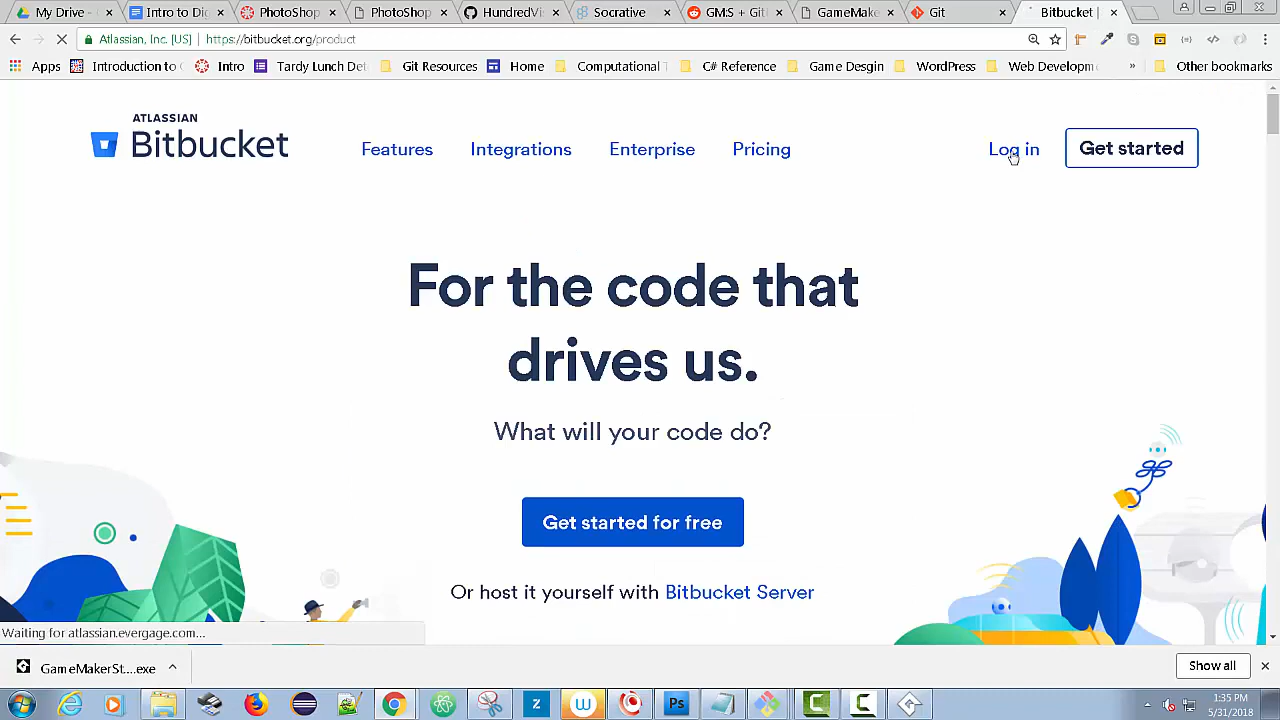 My Drive - Intro to Dig PhotoShop PhotoShop HundredVi Socrative GMS + Git GameMake Git Bitbucket |
Atlassian, Inc. [US] https://bitbucket.org/product
Apps Introduction to Intro Tardy Lunch Det Git Resources Home Computational T C# Reference Game Desgin WordPress Web Developm » Other bookmarks
ATLASSIAN
Bitbucket Features Integrations Enterprise Pricing Log in Get started
For the code that
drives us.
What will your code do?
Get started for free
Or host it yourself with Bitbucket Server
Waiting for atlassian.evergage.com...
GameMakerSt....exe Show all
1:35 PM
5/31/2018